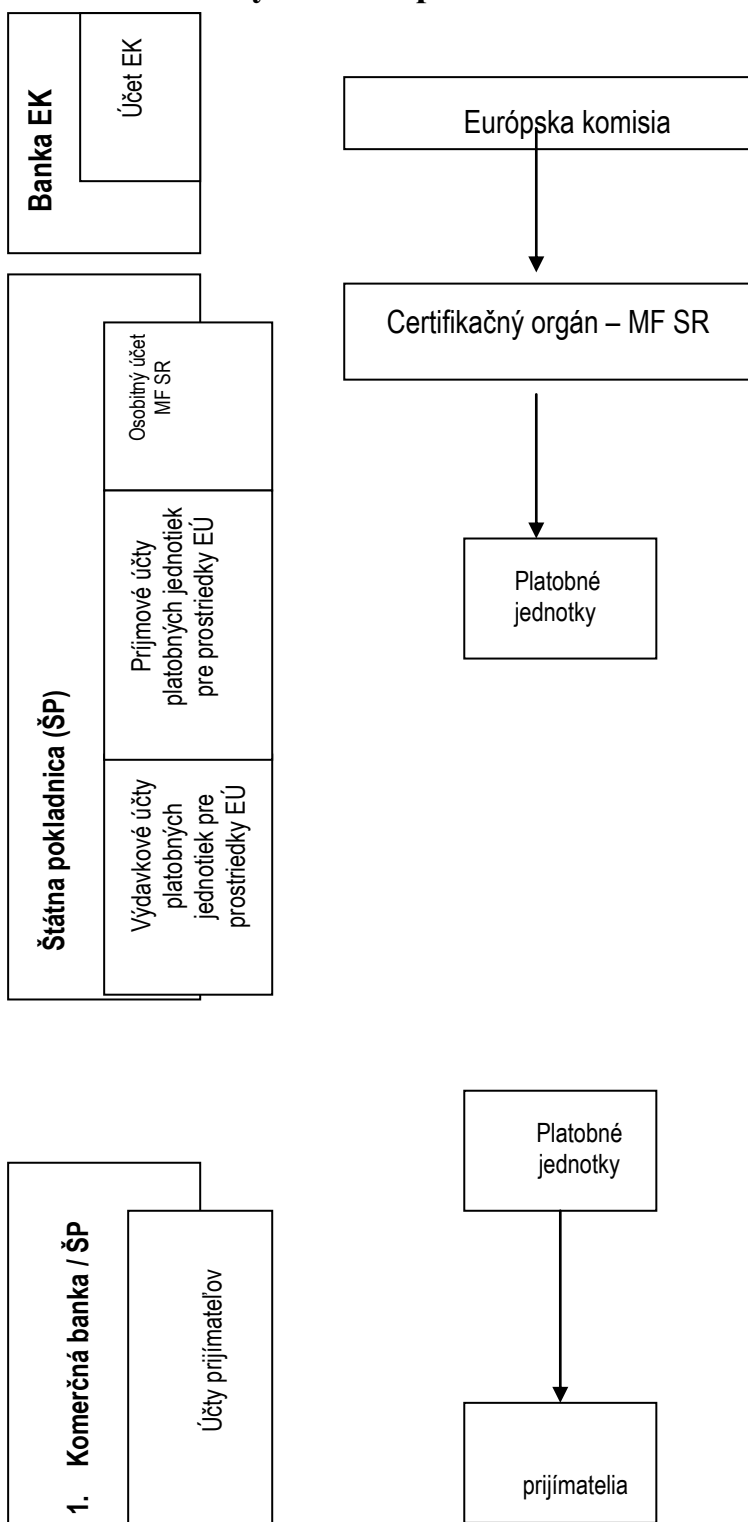 Banka EK
Účet EK
Európska komisia
Certifikačný orgán – MF SR
Štátna pokladnica (ŠP)
Osobitný účet
MF SR
Príjmové účty
platobných jednotiek
pre prostriedky EÚ
Výdavkové účty
platobných
jednotiek pre
prostriedky EÚ
Platobné
jednotky
Platobné
jednotky
1. Komerčná banka / ŠP
Účty prijímateľov
prijímatelia